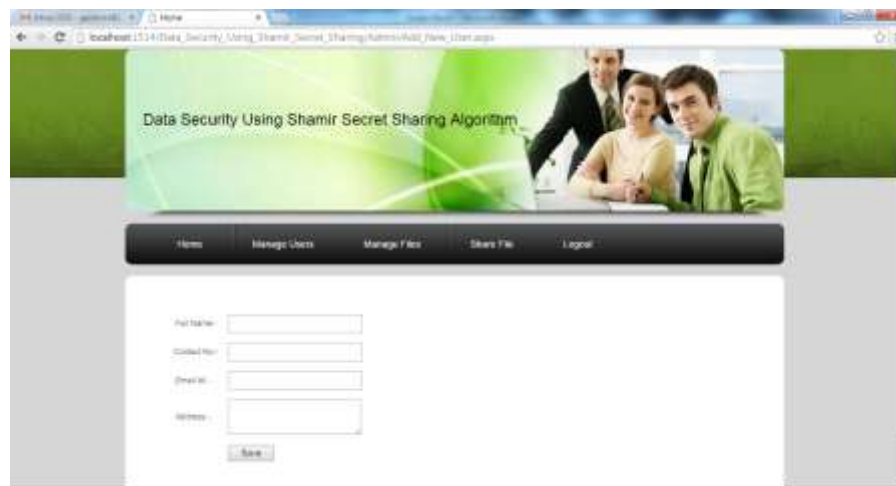 Home
localhost:1514/Data_Security_Using_Shamir_Secret_Sharing/Admin/Add_New_User.aspx
Data Security Using Shamir Secret Sharing Algorithm
Home Manage Users Manage Files Share File Logout
Full Name:
Contact No:
Email Id:
Address:
Save